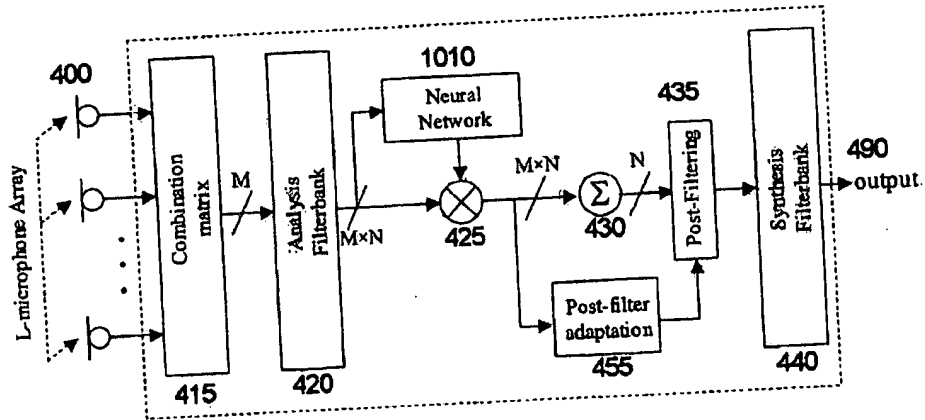 400
L-microphone Array
Combination
matrix
415
M
Analysis
Filterbank
420
M×N
1010
Neural
Network
425
M×N
Σ
430
N
435
Post-Filtering
Post-filter
adaptation
455
Synthesis
Filterbank
440
490
output